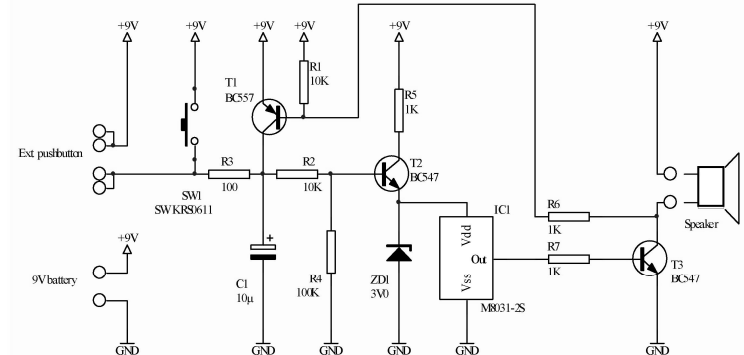 +9V
+9V
+9V
+9V
+9V
+9V
T1
BC557
R1
10K
R5
1K
Ext pushbutton
R3
100
R2
10K
T2
BC547
SW1
SWKRS0611
IC1
Vdd
Out
Vss
M8031-2S
R6
1K
R7
1K
Speaker
T3
BC547
+9V
9V battery
+
C1
10μ
R4
100K
ZD1
3V0
GND
GND
GND
GND
GND
GND